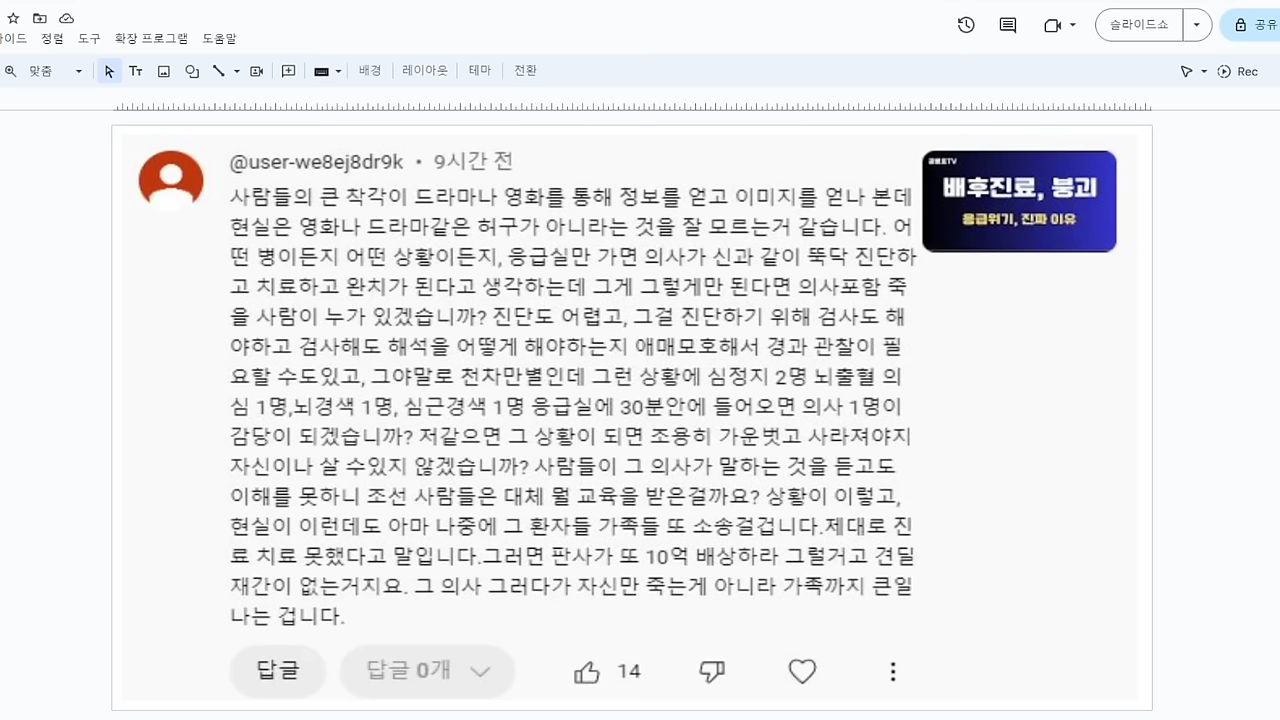 정렬 도구 확장 프로그램 도움말
슬라이드쇼
공유
맞춤
배경 레이아웃 테마 전환
Rec
@user-we8ej8dr9k • 9시간 전
사람들의 큰 착각이 드라마나 영화를 통해 정보를 얻고 이미지를 얻나 본데
현실은 영화나 드라마같은 허구가 아니라는 것을 잘 모르는거 같습니다. 어
떤 병이든지 어떤 상황이든지, 응급실만 가면 의사가 신과 같이 뚝닥 진단하
고 치료하고 완치가 된다고 생각하는데 그게 그렇게만 된다면 의사포함 죽
을 사람이 누가 있겠습니까? 진단도 어렵고, 그걸 진단하기 위해 검사도 해
야하고 검사해도 해석을 어떻게 해야하는지 애매모호해서 경과 관찰이 필
요할 수도있고, 그야말로 천차만별인데 그런 상황에 심정지 2명 뇌출혈 의
심 1명,뇌경색 1명, 심근경색 1명 응급실에 30분안에 들어오면 의사 1명이
감당이 되겠습니까? 저같으면 그 상황이 되면 조용히 가운벗고 사라져야지
자신이나 살 수있지 않겠습니까? 사람들이 그 의사가 말하는 것을 듣고도
이해를 못하니 조선 사람들은 대체 뭘 교육을 받은걸까요? 상황이 이렇고,
현실이 이런데도 아마 나중에 그 환자들 가족들 또 소송걸겁니다.제대로 진
료 치료 못했다고 말입니다.그러면 판사가 또 10억 배상하라 그럴거고 견딜
재간이 없는거지요. 그 의사 그러다가 자신만 죽는게 아니라 가족까지 큰일
나는 겁니다.
배후진료, 붕괴
응급위기, 진짜 이유
답글
답글 0개
14